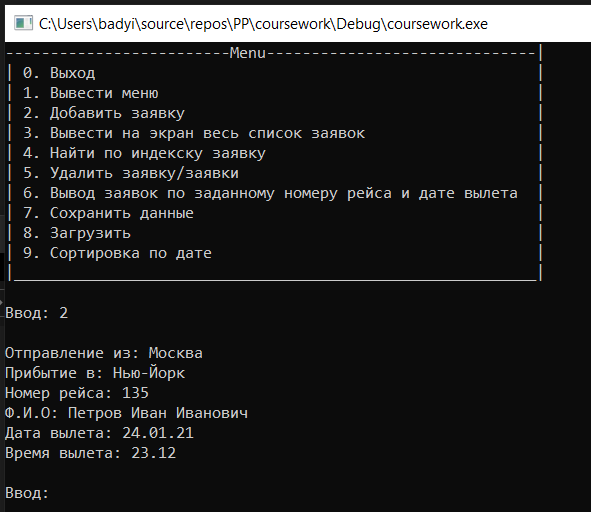 C:\Users\badyi\source\repos\PP\coursework\Debug\coursework.exe
-------------------------Menu------------------------------|
| 0. Выход |
| 1. Вывести меню |
| 2. Добавить заявку |
| 3. Вывести на экран весь список заявок |
| 4. Найти по индексу заявку |
| 5. Удалить заявку/заявки |
| 6. Вывод заявок по заданному номеру рейса и дате вылета |
| 7. Сохранить данные |
| 8. Загрузить |
| 9. Сортировка по дате |
|__________________________________________________________|
Ввод: 2
Отправление из: Москва
Прибытие в: Нью-Йорк
Номер рейса: 135
Ф.И.О: Петров Иван Иванович
Дата вылета: 24.01.21
Время вылета: 23.12
Ввод: